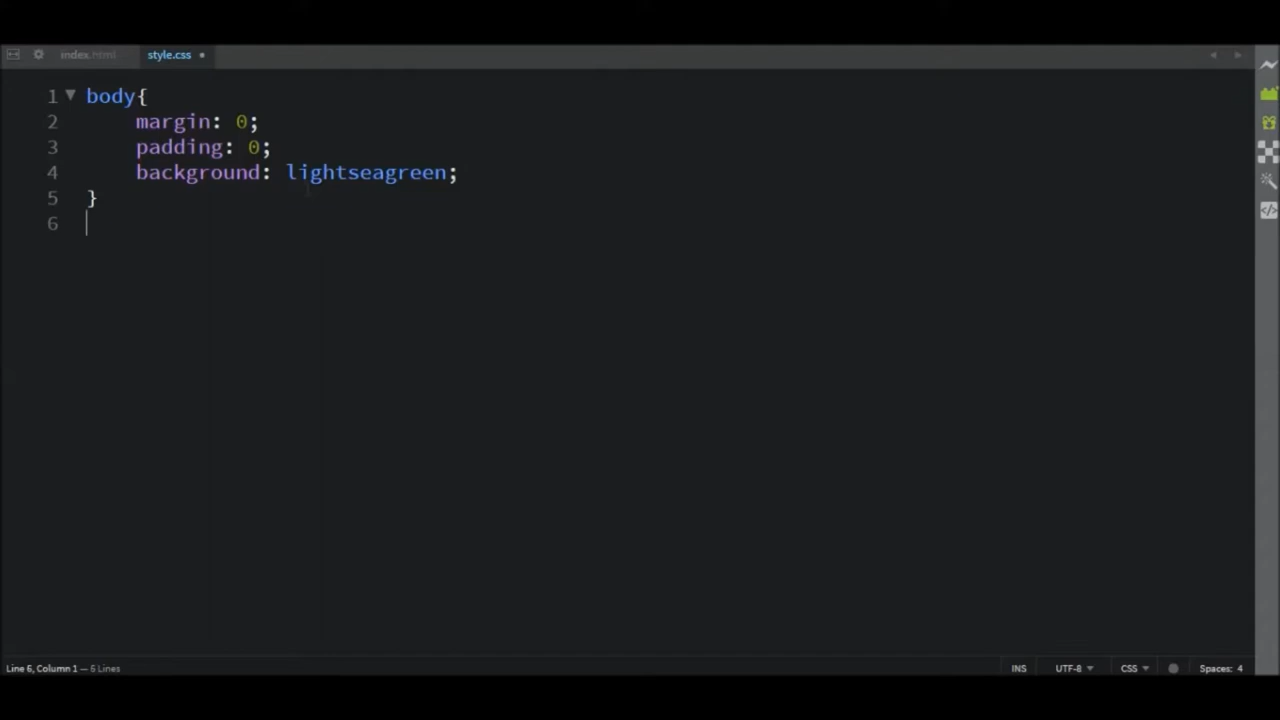 index.html style.css
1 body{
2 margin: 0;
3 padding: 0;
4 background: lightseagreen;
5 }
6
Line 6, Column 1 — 6 Lines INS UTF-8 CSS Spaces: 4